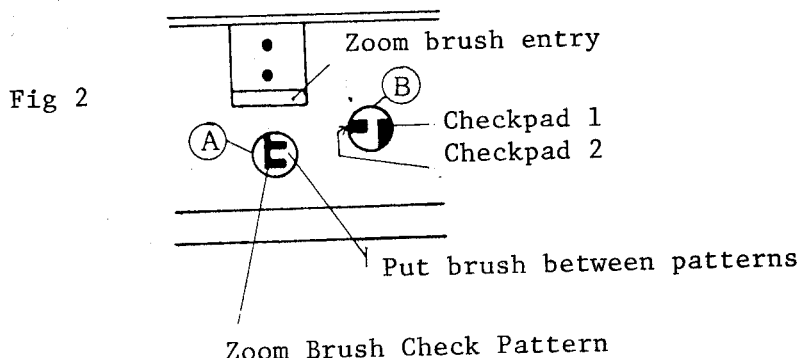 Zoom brush entry
Fig 2
B
Checkpad 1
A
Checkpad 2
Put brush between patterns
Zoom Brush Check Pattern